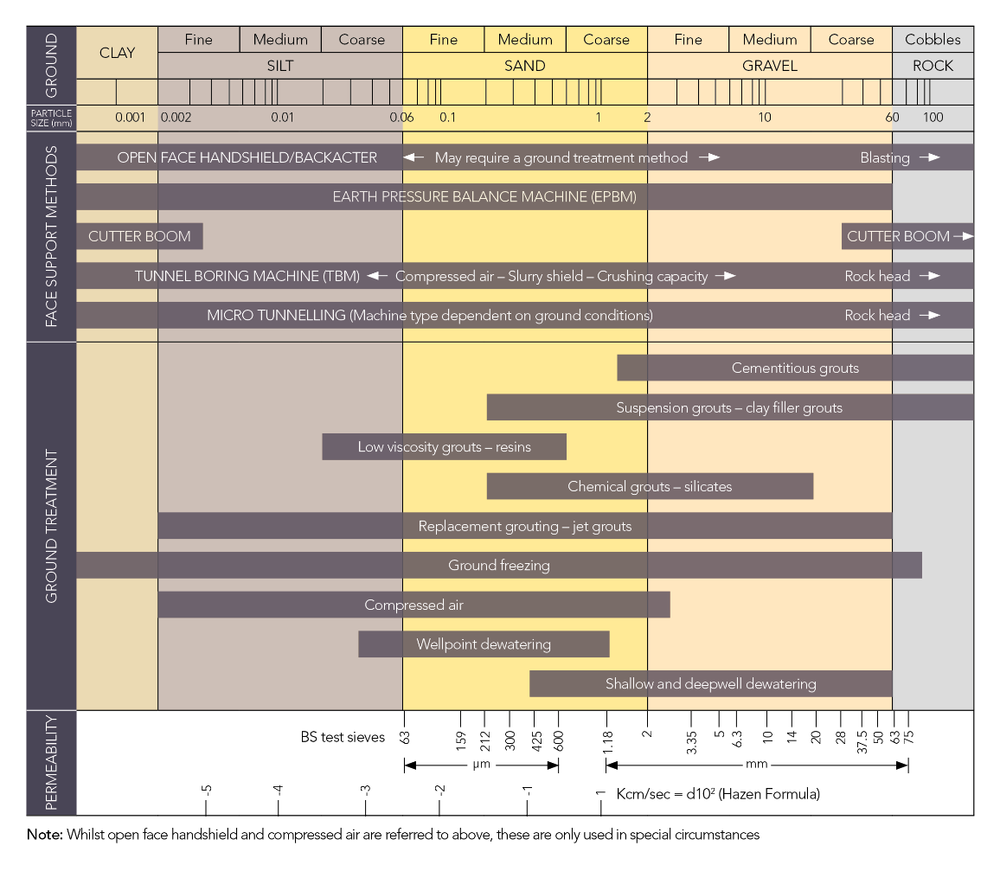 GROUND
CLAY
Fine
Medium
Coarse
Fine
Medium
Coarse
Fine
Medium
Coarse
Cobbles
SILT
SAND
GRAVEL
ROCK
PARTICLE
SIZE (mm)
0.001
0.002
0.01
0.06
0.1
1
2
10
60
100
FACE SUPPORT METHODS
OPEN FACE HANDSHIELD/BACKACTER
May require a ground treatment method
Blasting
EARTH PRESSURE BALANCE MACHINE (EPBM)
CUTTER BOOM
CUTTER BOOM
TUNNEL BORING MACHINE (TBM)
Compressed air – Slurry shield – Crushing capacity
Rock head
MICRO TUNNELLING (Machine type dependent on ground conditions)
Rock head
GROUND TREATMENT
Cementitious grouts
Suspension grouts – clay filler grouts
Low viscosity grouts – resins
Chemical grouts – silicates
Replacement grouting – jet grouts
Ground freezing
Compressed air
Wellpoint dewatering
Shallow and deepwell dewatering
PERMEABILITY
BS test sieves
63
159
212
300
425
600
1.18
2
3.35
5
6.3
10
14
20
28
37.5
50
63
75
µm
mm
-5
-4
-3
-2
-1
1
Kcm/sec = d10² (Hazen Formula)
Note: Whilst open face handshield and compressed air are referred to above, these are only used in special circumstances